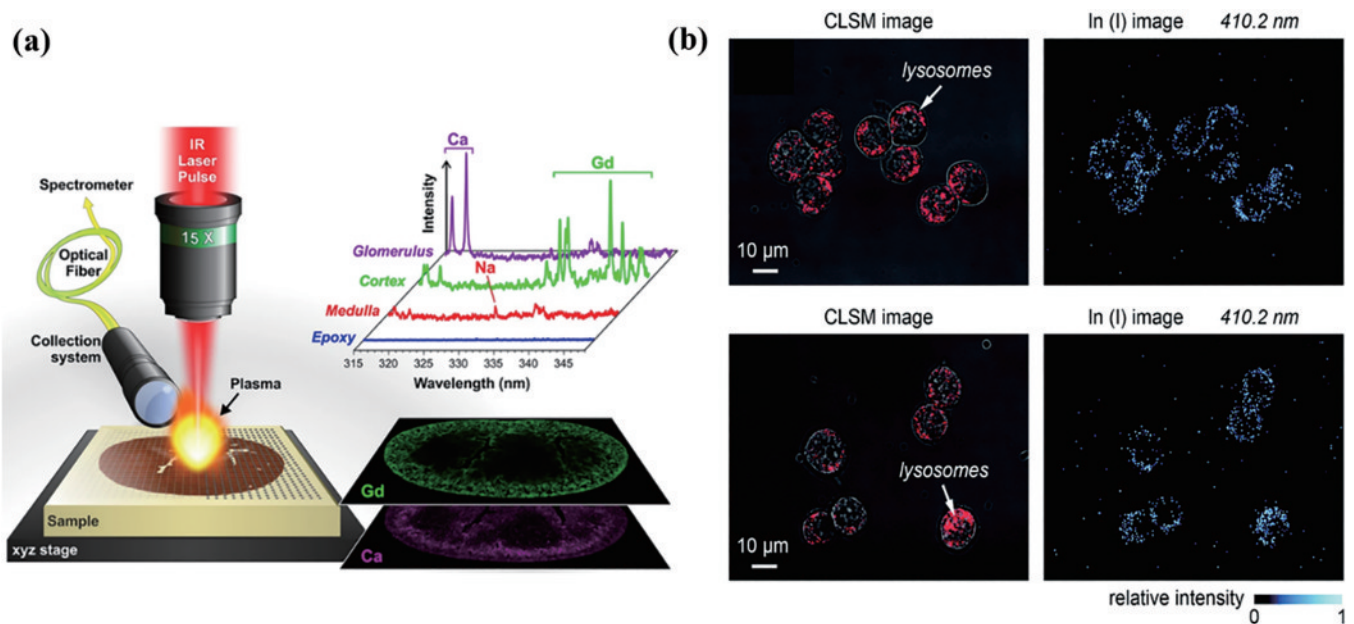 (a)
IR
Laser
Pulse
Spectrometer
15 X
Optical
Fiber
Collection
system
Plasma
Sample
xyz stage
Ca
Gd
Intensity
Glomerulus
Cortex
Na
Medulla
Epoxy
315 320 325 330 335 340 345
Wavelength (nm)
Gd
Ca
(b)
CLSM image
In (I) image 410.2 nm
lysosomes
10 µm
CLSM image
In (I) image 410.2 nm
lysosomes
10 µm
relative intensity
0 1